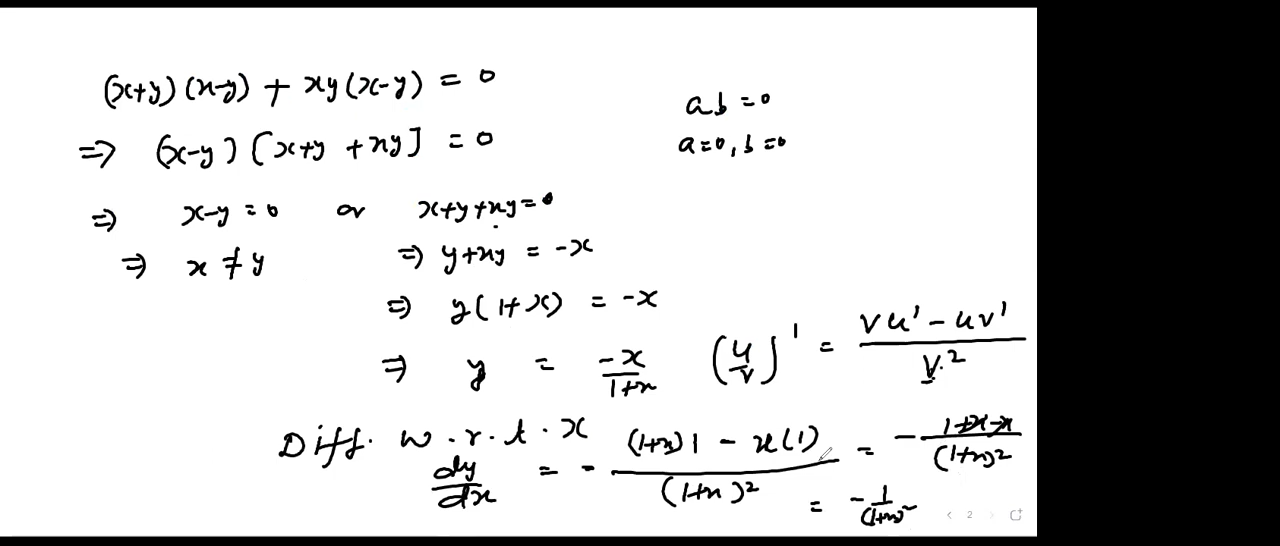 (x+y)(x-y) + xy(x-y) = 0
ab = 0
⇒ (x-y)[x+y+xy] = 0
a=0, b=0
⇒ x-y = 0 or x+y+xy=0
⇒ x ≠ y ⇒ y+xy = -x
⇒ y(1+x) = -x
⇒ y = -x/(1+x) (u/v)' = (vu' - uv')/v²
Diff. w.r.t. x
dy/dx = - ((1+x)1 - x(1))/(1+x)² = - (1+x-x)/(1+x)²
= - 1/(1+x)²
< 2 >